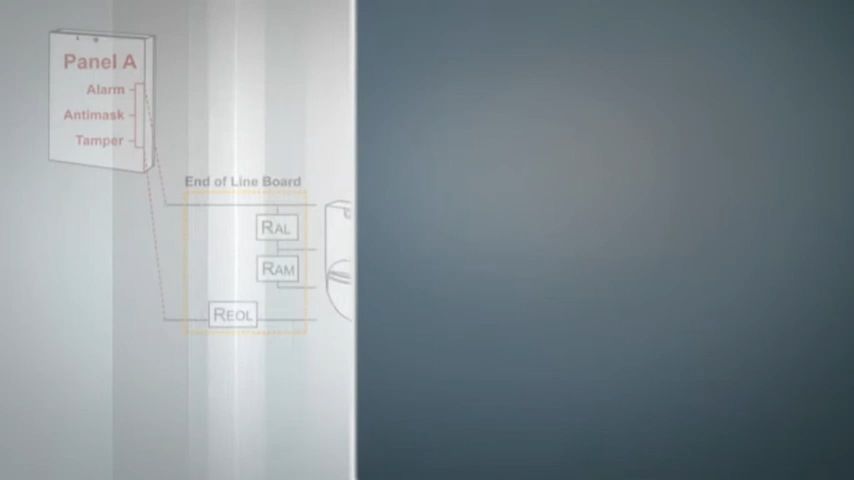 Panel A
Alarm
Antimask
Tamper
End of Line Board
RAL
RAM
REOL